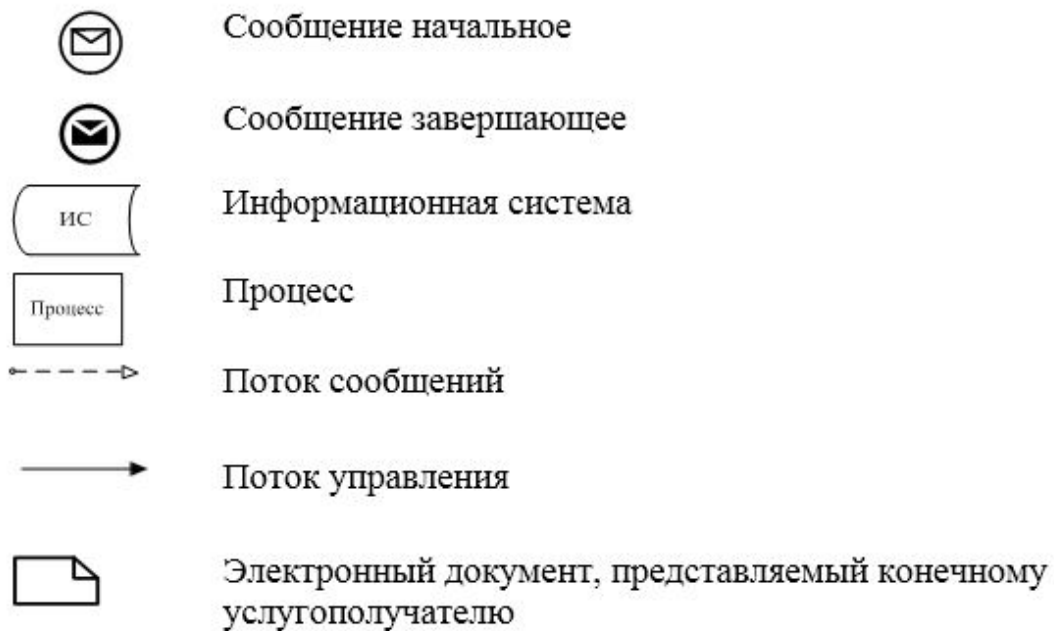 Сообщение начальное
Сообщение завершающее
ИС
Информационная система
Процесс
Процесс
Поток сообщений
Поток управления
Электронный документ, представляемый конечному
услугополучателю